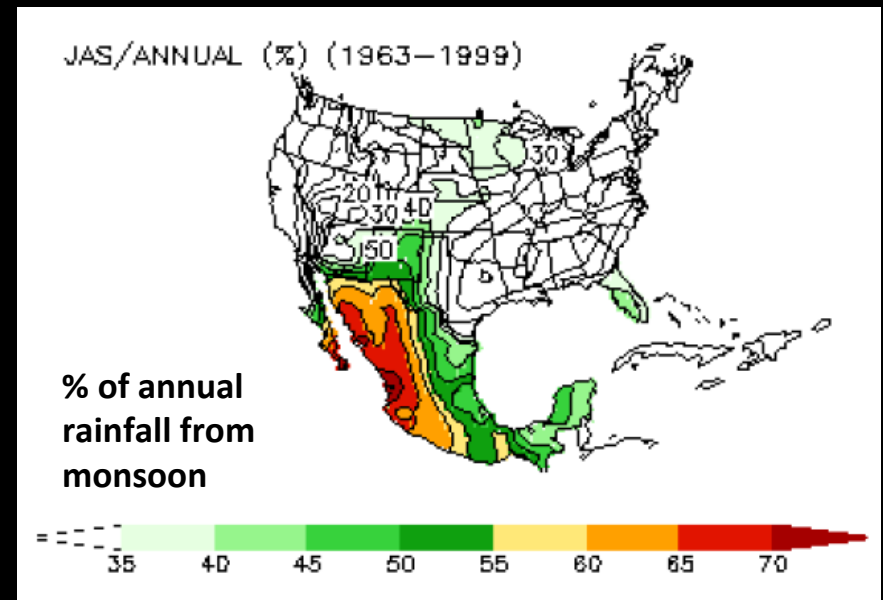 JAS/ANNUAL (%) (1963-1999)
30
20
30 40
50
% of annual
rainfall from
monsoon
35 40 45 50 55 60 65 70